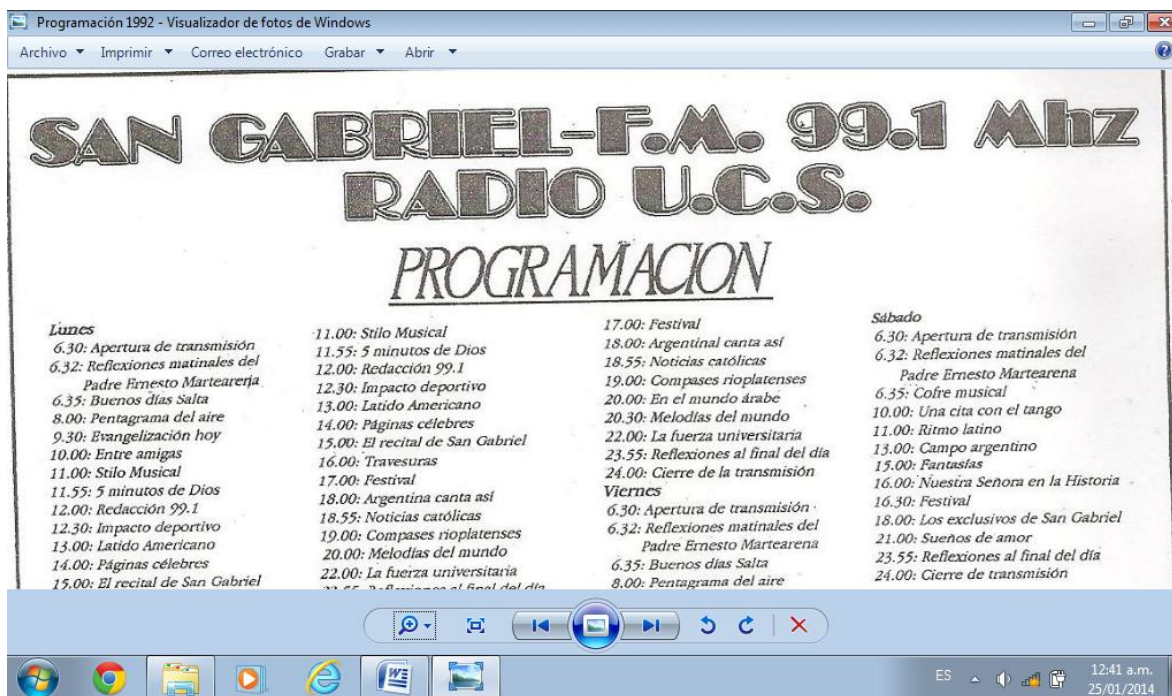 Programación 1992 - Visualizador de fotos de Windows
Archivo Imprimir Correo electrónico Grabar Abrir
SAN GABRIEL-F.M. 99.1 Mhz
RADIO U.C.S.
PROGRAMACION
Lunes
6.30: Apertura de transmisión
6.32: Reflexiones matinales del
Padre Ernesto Martearena
6.35: Buenos días Salta
8.00: Pentagrama del aire
9.30: Evangelización hoy
10.00: Entre amigas
11.00: Stilo Musical
11.55: 5 minutos de Dios
12.00: Redacción 99.1
12.30: Impacto deportivo
13.00: Latido Americano
14.00: Páginas célebres
15.00: El recital de San Gabriel
11.00: Stilo Musical
11.55: 5 minutos de Dios
12.00: Redacción 99.1
12.30: Impacto deportivo
13.00: Latido Americano
14.00: Páginas célebres
15.00: El recital de San Gabriel
16.00: Travesuras
17.00: Festival
18.00: Argentina canta así
18.55: Noticias católicas
19.00: Compases rioplatenses
20.00: Melodías del mundo
22.00: La fuerza universitaria
17.00: Festival
18.00: Argentinal canta así
18.55: Noticias católicas
19.00: Compases rioplatenses
20.00: En el mundo árabe
20.30: Melodías del mundo
22.00: La fuerza universitaria
23.55: Reflexiones al final del día
24.00: Cierre de la transmisión
Viernes
6.30: Apertura de transmisión
6.32: Reflexiones matinales del
Padre Ernesto Martearena
6.35: Buenos días Salta
8.00: Pentagrama del aire
Sábado
6.30: Apertura de transmisión
6.32: Reflexiones matinales del
Padre Ernesto Martearena
6.35: Cofre musical
10.00: Una cita con el tango
11.00: Ritmo latino
13.00: Campo argentino
15.00: Fantasías
16.00: Nuestra Señora en la Historia
16.30: Festival
18.00: Los exclusivos de San Gabriel
21.00: Sueños de amor
23.55: Reflexiones al final del día
24.00: Cierre de transmisión
ES
12:41 a.m.
25/01/2014